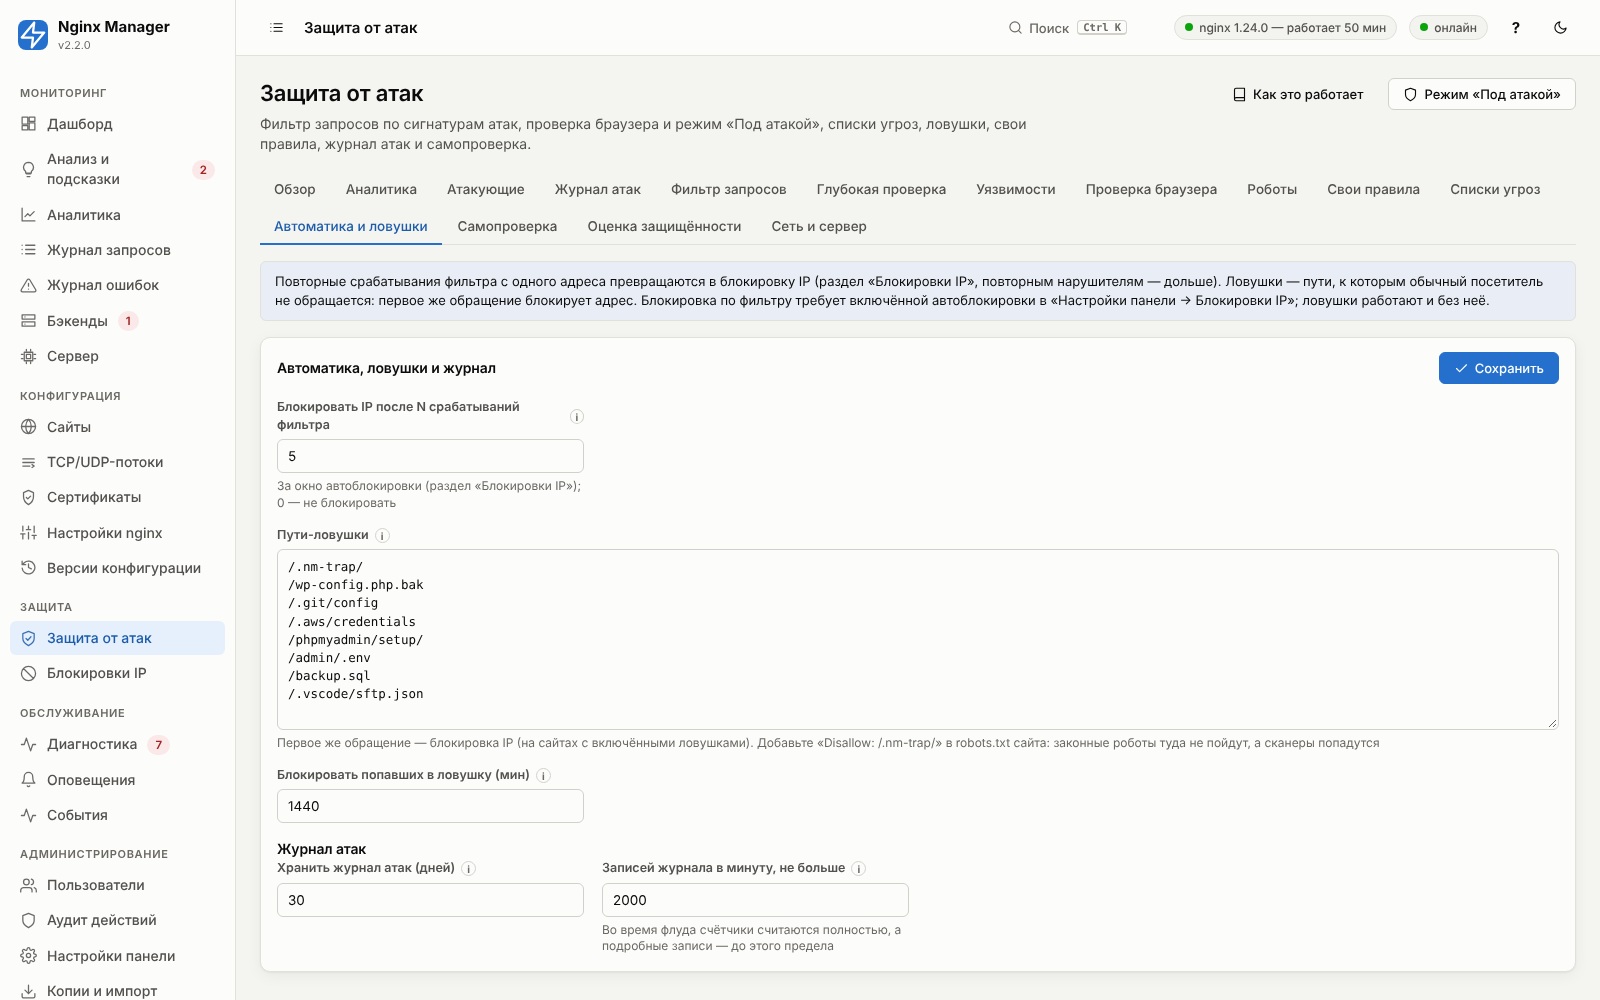 Nginx Manager
v2.2.0
МОНИТОРИНГ
Дашборд
Анализ и
подсказки
2
Аналитика
Журнал запросов
Журнал ошибок
Бэкенды 1
Сервер
КОНФИГУРАЦИЯ
Сайты
TCP/UDP-потоки
Сертификаты
Настройки nginx
Версии конфигурации
ЗАЩИТА
Защита от атак
Блокировки IP
ОБСЛУЖИВАНИЕ
Диагностика 7
Оповещения
События
АДМИНИСТРИРОВАНИЕ
Пользователи
Аудит действий
Настройки панели
Копии и импорт
Защита от атак
Поиск Ctrl K
nginx 1.24.0 — работает 50 мин
онлайн
?
Защита от атак
Как это работает
Режим «Под атакой»
Фильтр запросов по сигнатурам атак, проверка браузера и режим «Под атакой», списки угроз, ловушки, свои
правила, журнал атак и самопроверка.
Обзор Аналитика Атакующие Журнал атак Фильтр запросов Глубокая проверка Уязвимости Проверка браузера Роботы Свои правила Списки угроз
Автоматика и ловушки Самопроверка Оценка защищённости Сеть и сервер
Повторные срабатывания фильтра с одного адреса превращаются в блокировку IP (раздел «Блокировки IP», повторным нарушителям — дольше). Ловушки — пути, к которым обычный посетитель
не обращается: первое же обращение блокирует адрес. Блокировка по фильтру требует включённой автоблокировки в «Настройки панели → Блокировки IP»; ловушки работают и без неё.
Автоматика, ловушки и журнал
Сохранить
Блокировать IP после N срабатываний
фильтра
i
5
За окно автоблокировки (раздел «Блокировки IP»);
0 — не блокировать
Пути-ловушки i
/.nm-trap/
/wp-config.php.bak
/.git/config
/.aws/credentials
/phpmyadmin/setup/
/admin/.env
/backup.sql
/.vscode/sftp.json
Первое же обращение — блокировка IP (на сайтах с включёнными ловушками). Добавьте «Disallow: /.nm-trap/» в robots.txt сайта: законные роботы туда не пойдут, а сканеры попадутся
Блокировать попавших в ловушку (мин) i
1440
Журнал атак
Хранить журнал атак (дней) i
30
Записей журнала в минуту, не больше i
2000
Во время флуда счётчики считаются полностью, а
подробные записи — до этого предела